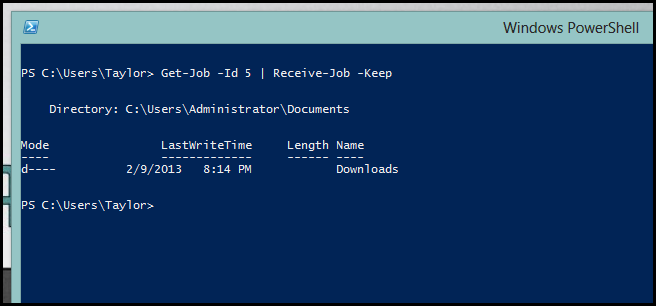 Windows PowerShell
PS C:\Users\Taylor> Get-Job -Id 5 | Receive-Job -Keep
Directory: C:\Users\Administrator\Documents
Mode                LastWriteTime     Length Name
----                -------------     ------ ----
d----          2/9/2013   8:14 PM            Downloads
PS C:\Users\Taylor>